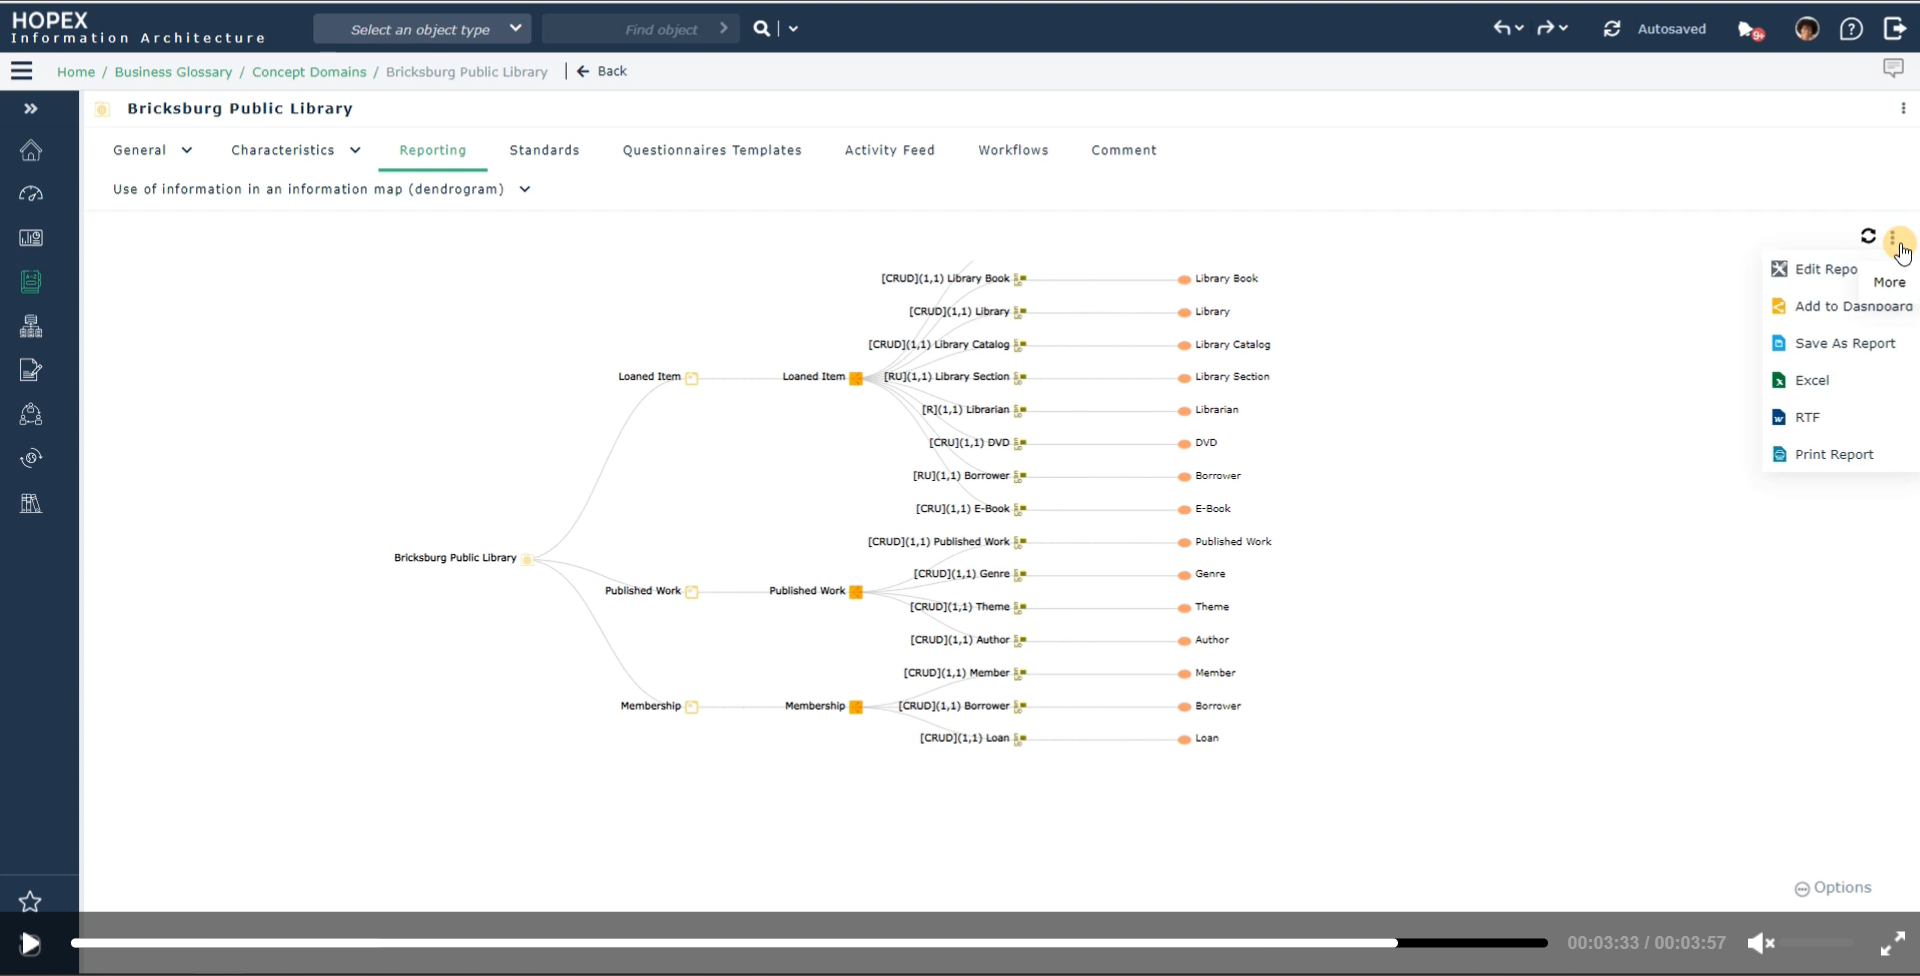 HOPEX
Information Architecture
Select an object type
Find object
Autosaved
9+
Home / Business Glossary / Concept Domains / Bricksburg Public Library
Back
Bricksburg Public Library
General
Characteristics
Reporting
Standards
Questionnaires Templates
Activity Feed
Workflows
Comment
Use of information in an information map (dendrogram)
Edit Repo
More
Add to Dashboard
Save As Report
Excel
RTF
Print Report
[CRUD](1,1) Library Book
Library Book
[CRUD](1,1) Library
Library
[CRUD](1,1) Library Catalog
Library Catalog
Loaned Item
Loaned Item
[RU](1,1) Library Section
Library Section
[R](1,1) Librarian
Librarian
[CRU](1,1) DVD
DVD
[RU](1,1) Borrower
Borrower
[CRU](1,1) E-Book
E-Book
[CRUD](1,1) Published Work
Published Work
Bricksburg Public Library
[CRUD](1,1) Genre
Genre
Published Work
Published Work
[CRUD](1,1) Theme
Theme
[CRUD](1,1) Author
Author
[CRUD](1,1) Member
Member
Membership
Membership
[CRUD](1,1) Borrower
Borrower
[CRUD](1,1) Loan
Loan
Options
00:03:33 / 00:03:57